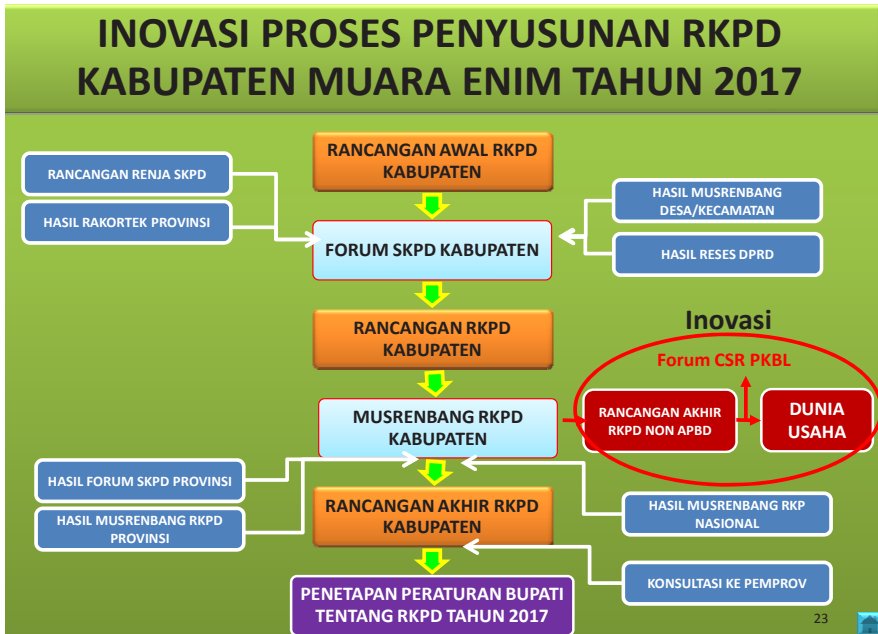 INOVASI PROSES PENYUSUNAN RKPD
KABUPATEN MUARA ENIM TAHUN 2017
RANCANGAN AWAL RKPD
KABUPATEN
RANCANGAN RENJA SKPD
HASIL RAKORTEK PROVINSI
FORUM SKPD KABUPATEN
HASIL MUSRENBANG
DESA/KECAMATAN
HASIL RESES DPRD
RANCANGAN RKPD
KABUPATEN
Inovasi
Forum CSR PKBL
MUSRENBANG RKPD
KABUPATEN
RANCANGAN AKHIR
RKPD NON APBD
DUNIA
USAHA
HASIL FORUM SKPD PROVINSI
HASIL MUSRENBANG RKPD
PROVINSI
RANCANGAN AKHIR RKPD
KABUPATEN
HASIL MUSRENBANG RKP
NASIONAL
KONSULTASI KE PEMPROV
PENETAPAN PERATURAN BUPATI
TENTANG RKPD TAHUN 2017
23